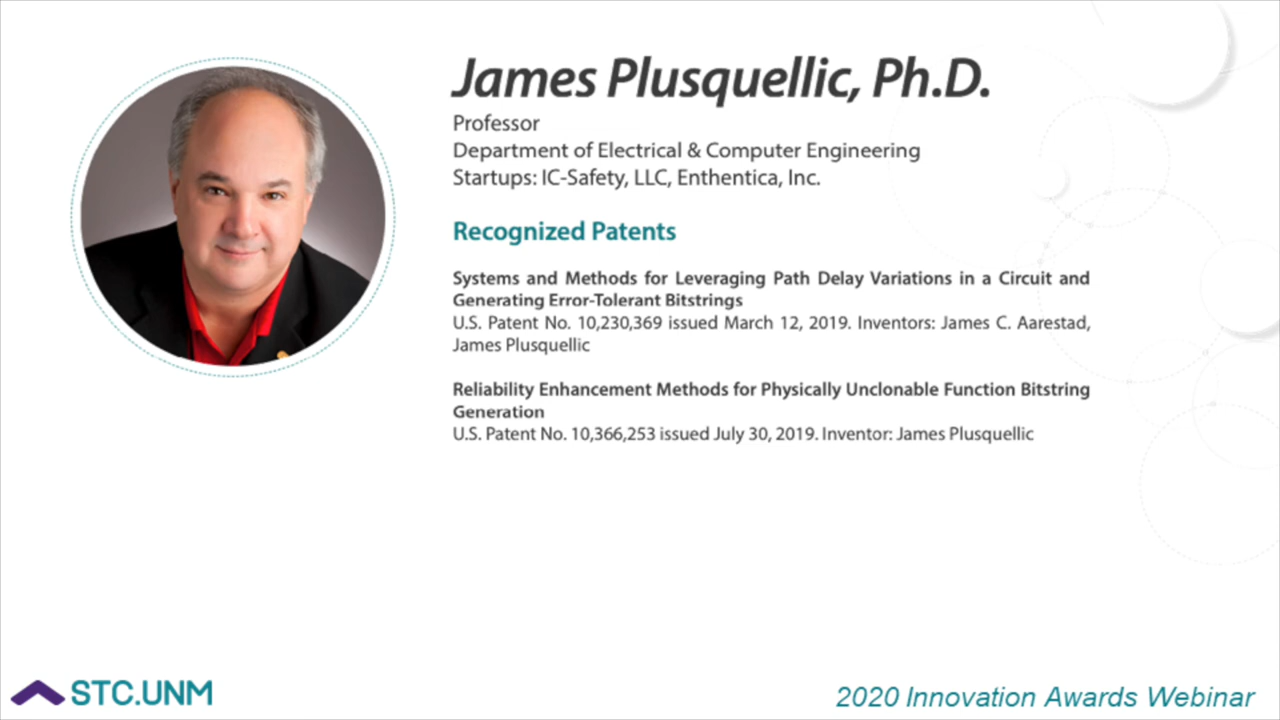 James Plusquellic, Ph.D.
Professor
Department of Electrical & Computer Engineering
Startups: IC-Safety, LLC, Enthentica, Inc.
Recognized Patents
Systems and Methods for Leveraging Path Delay Variations in a Circuit and
Generating Error-Tolerant Bitstrings
U.S. Patent No. 10,230,369 issued March 12, 2019. Inventors: James C. Aarestad,
James Plusquellic
Reliability Enhancement Methods for Physically Unclonable Function Bitstring
Generation
U.S. Patent No. 10,366,253 issued July 30, 2019. Inventor: James Plusquellic
STC.UNM
2020 Innovation Awards Webinar